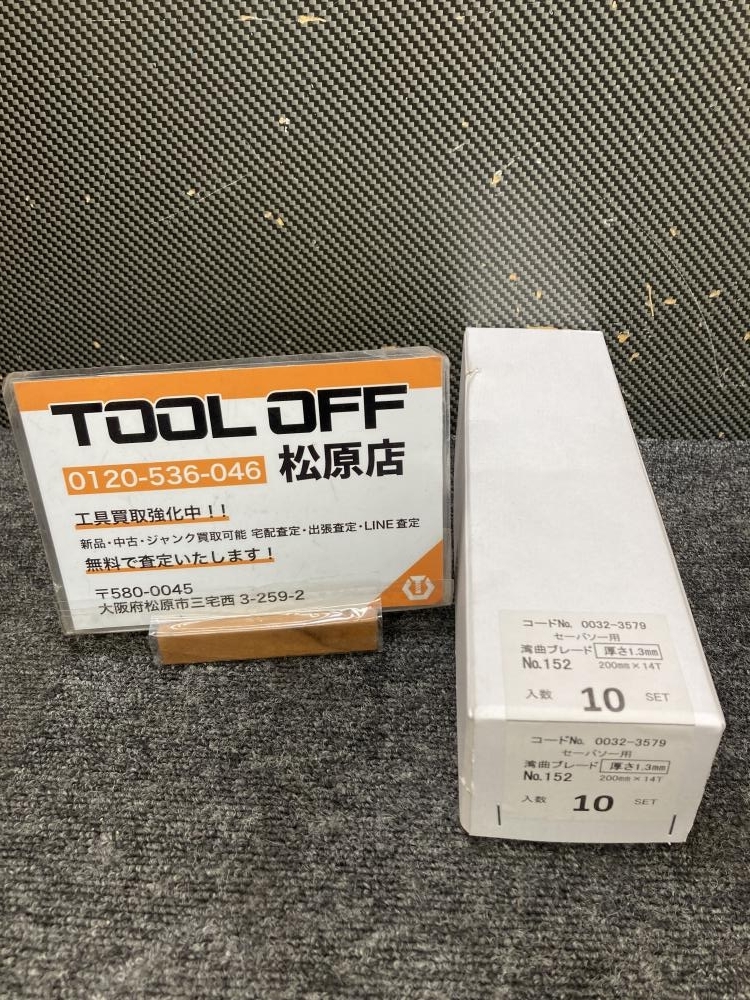 TOOL OFF
0120-536-046 松原店
工具買取強化中！！
新品・中古・ジャンク買取可能 宅配査定・出張査定・LINE査定
無料で査定いたします！
〒580-0045
大阪府松原市三宅西 3-259-2
コードNo. 0032-3579
セーバソー用
湾曲ブレード 厚さ1.3mm
No.152 200mm×14T
入数 10 SET
コードNo. 0032-3579
セーバソー用
湾曲ブレード 厚さ1.3mm
No.152 200mm×14T
入数 10 SET